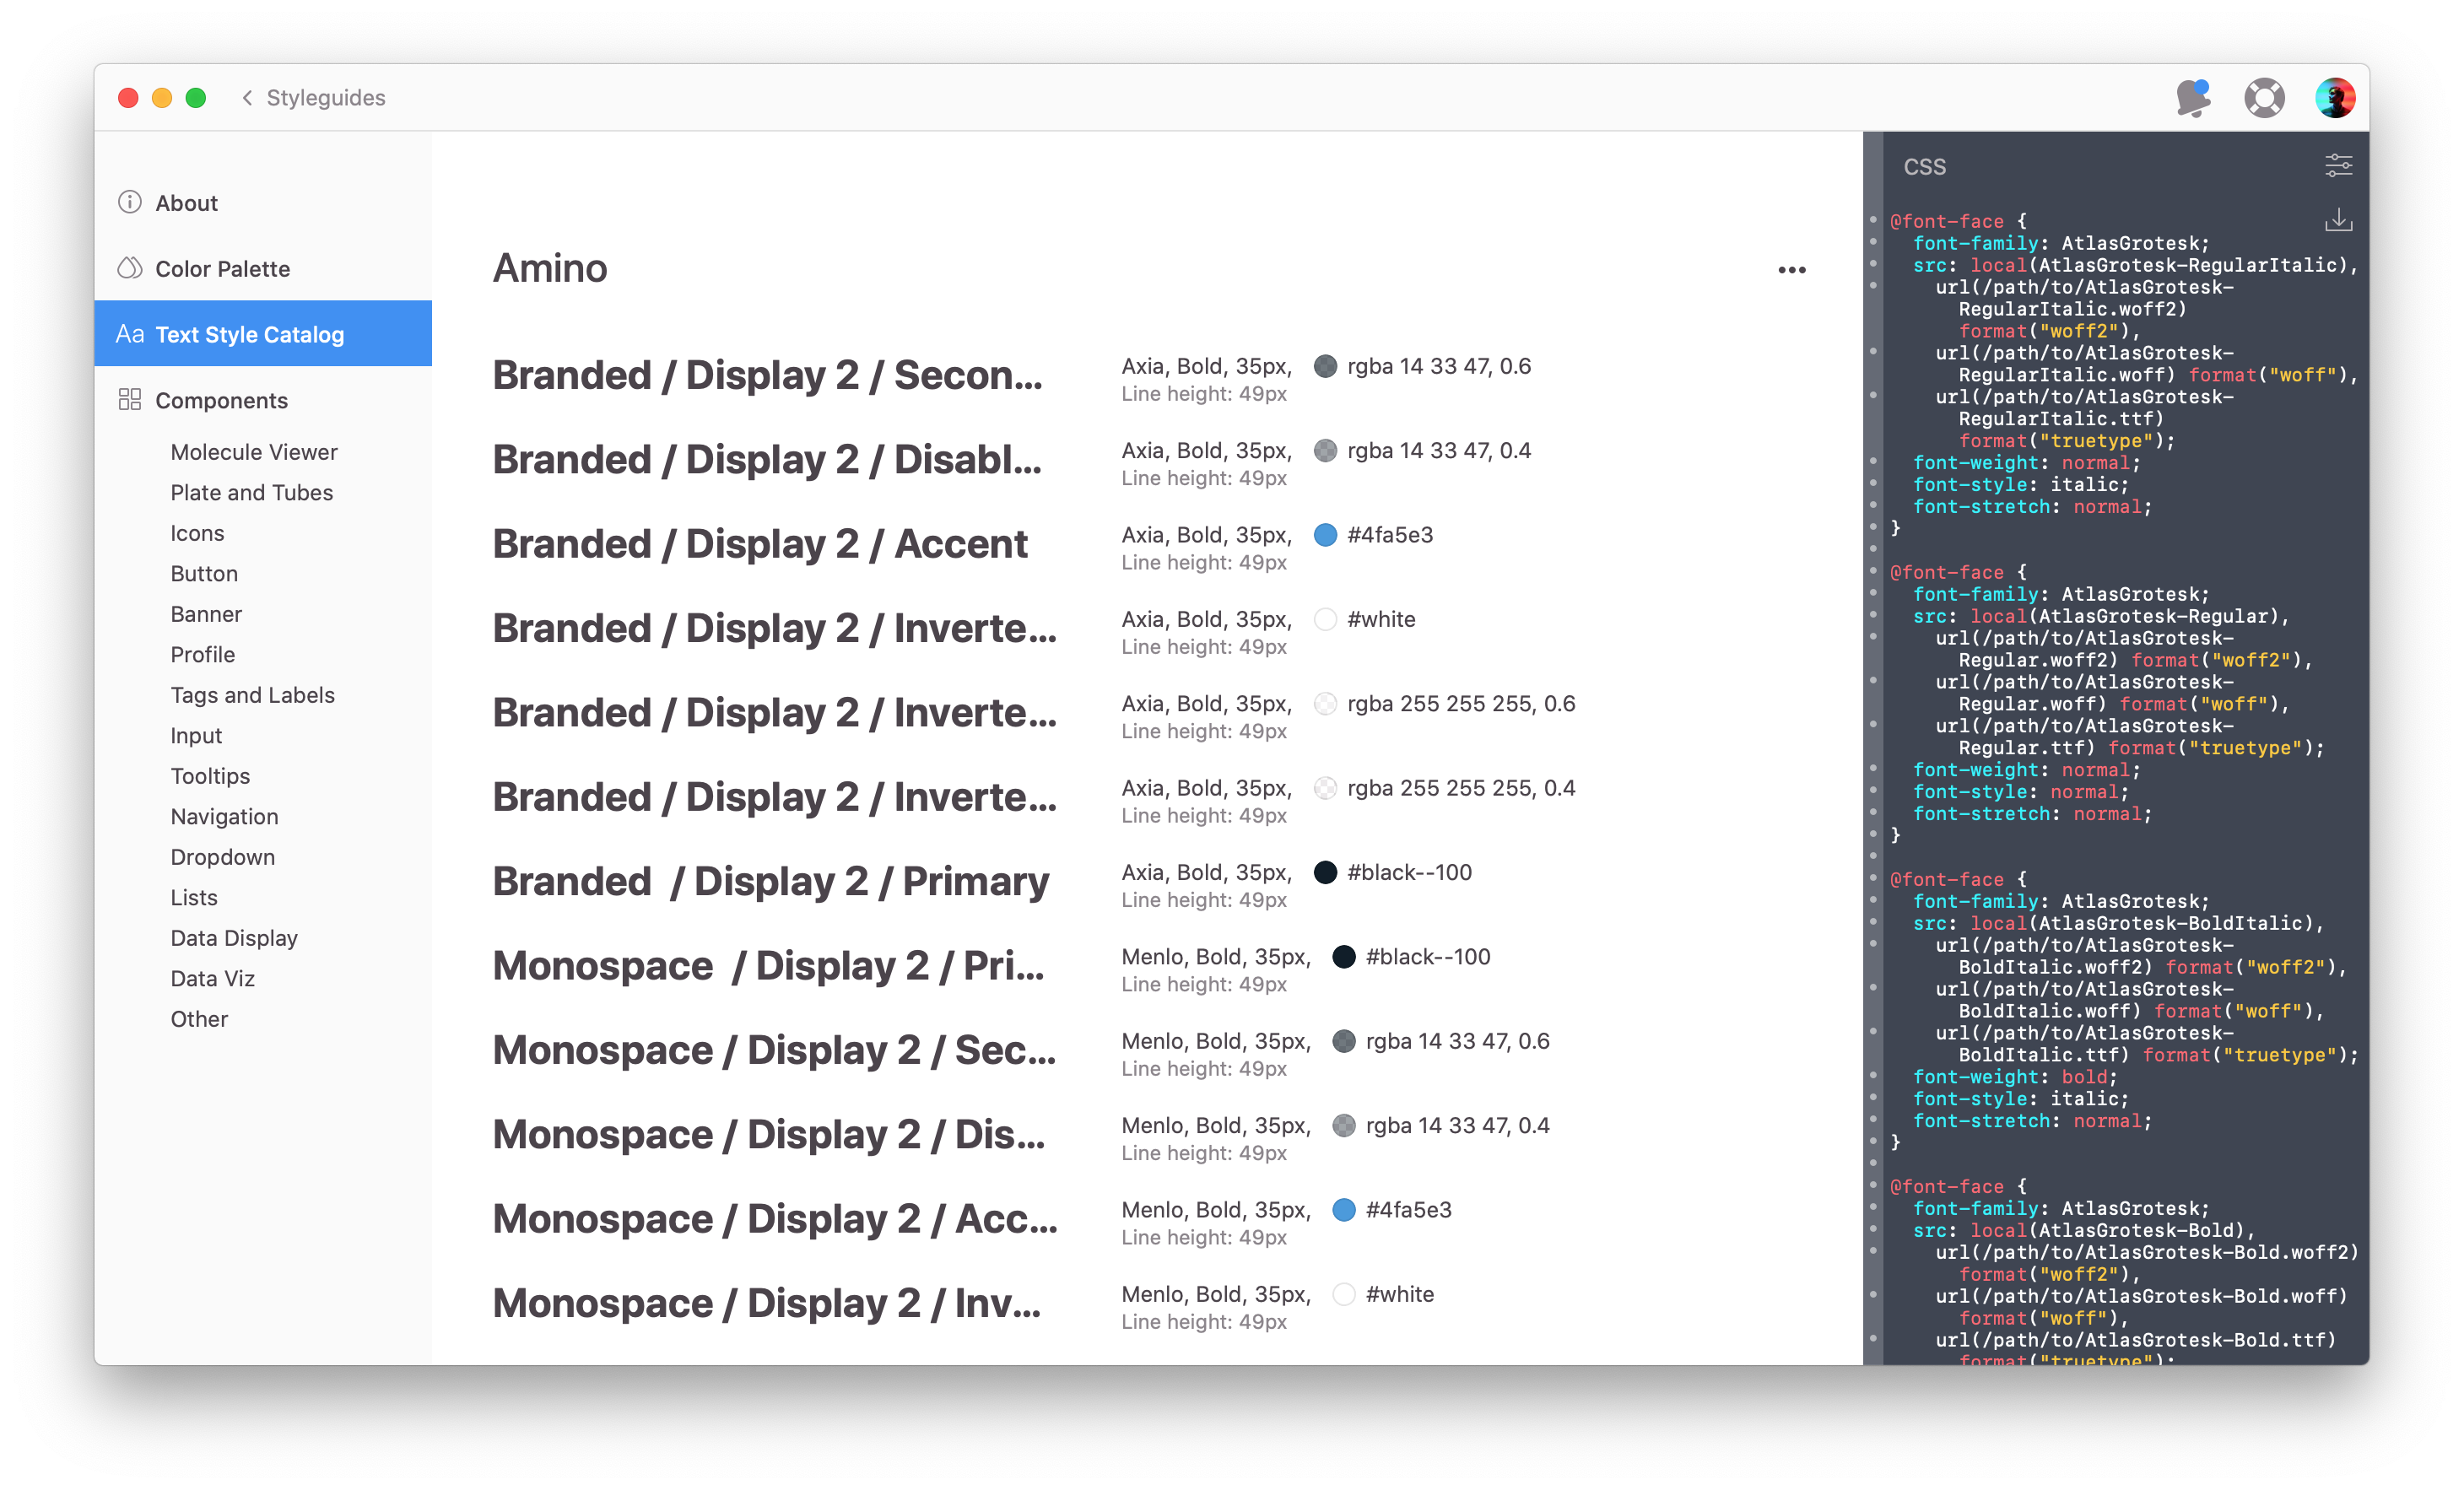 Styleguides
About
Color Palette
Aa Text Style Catalog
Components
Molecule Viewer
Plate and Tubes
Icons
Button
Banner
Profile
Tags and Labels
Input
Tooltips
Navigation
Dropdown
Lists
Data Display
Data Viz
Other
Amino
Branded / Display 2 / Secon...
Axia, Bold, 35px, rgba 14 33 47, 0.6
Line height: 49px
Branded / Display 2 / Disabl...
Axia, Bold, 35px, rgba 14 33 47, 0.4
Line height: 49px
Branded / Display 2 / Accent
Axia, Bold, 35px, #4fa5e3
Line height: 49px
Branded / Display 2 / Inverte...
Axia, Bold, 35px, #white
Line height: 49px
Branded / Display 2 / Inverte...
Axia, Bold, 35px, rgba 255 255 255, 0.6
Line height: 49px
Branded / Display 2 / Inverte...
Axia, Bold, 35px, rgba 255 255 255, 0.4
Line height: 49px
Branded  / Display 2 / Primary
Axia, Bold, 35px, #black--100
Line height: 49px
Monospace  / Display 2 / Pri...
Menlo, Bold, 35px, #black--100
Line height: 49px
Monospace / Display 2 / Sec...
Menlo, Bold, 35px, rgba 14 33 47, 0.6
Line height: 49px
Monospace / Display 2 / Dis...
Menlo, Bold, 35px, rgba 14 33 47, 0.4
Line height: 49px
Monospace / Display 2 / Acc...
Menlo, Bold, 35px, #4fa5e3
Line height: 49px
Monospace / Display 2 / Inv...
Menlo, Bold, 35px, #white
Line height: 49px
CSS
@font-face {
font-family: AtlasGrotesk;
src: local(AtlasGrotesk-RegularItalic),
url(/path/to/AtlasGrotesk-
RegularItalic.woff2)
format("woff2"),
url(/path/to/AtlasGrotesk-
RegularItalic.woff) format("woff"),
url(/path/to/AtlasGrotesk-
RegularItalic.ttf)
format("truetype");
font-weight: normal;
font-style: italic;
font-stretch: normal;
}
@font-face {
font-family: AtlasGrotesk;
src: local(AtlasGrotesk-Regular),
url(/path/to/AtlasGrotesk-
Regular.woff2) format("woff2"),
url(/path/to/AtlasGrotesk-
Regular.woff) format("woff"),
url(/path/to/AtlasGrotesk-
Regular.ttf) format("truetype");
font-weight: normal;
font-style: normal;
font-stretch: normal;
}
@font-face {
font-family: AtlasGrotesk;
src: local(AtlasGrotesk-BoldItalic),
url(/path/to/AtlasGrotesk-
BoldItalic.woff2) format("woff2"),
url(/path/to/AtlasGrotesk-
BoldItalic.woff) format("woff"),
url(/path/to/AtlasGrotesk-
BoldItalic.ttf) format("truetype");
font-weight: bold;
font-style: italic;
font-stretch: normal;
}
@font-face {
font-family: AtlasGrotesk;
src: local(AtlasGrotesk-Bold),
url(/path/to/AtlasGrotesk-Bold.woff2)
format("woff2"),
url(/path/to/AtlasGrotesk-Bold.woff)
format("woff"),
url(/path/to/AtlasGrotesk-Bold.ttf)
format("truetype");